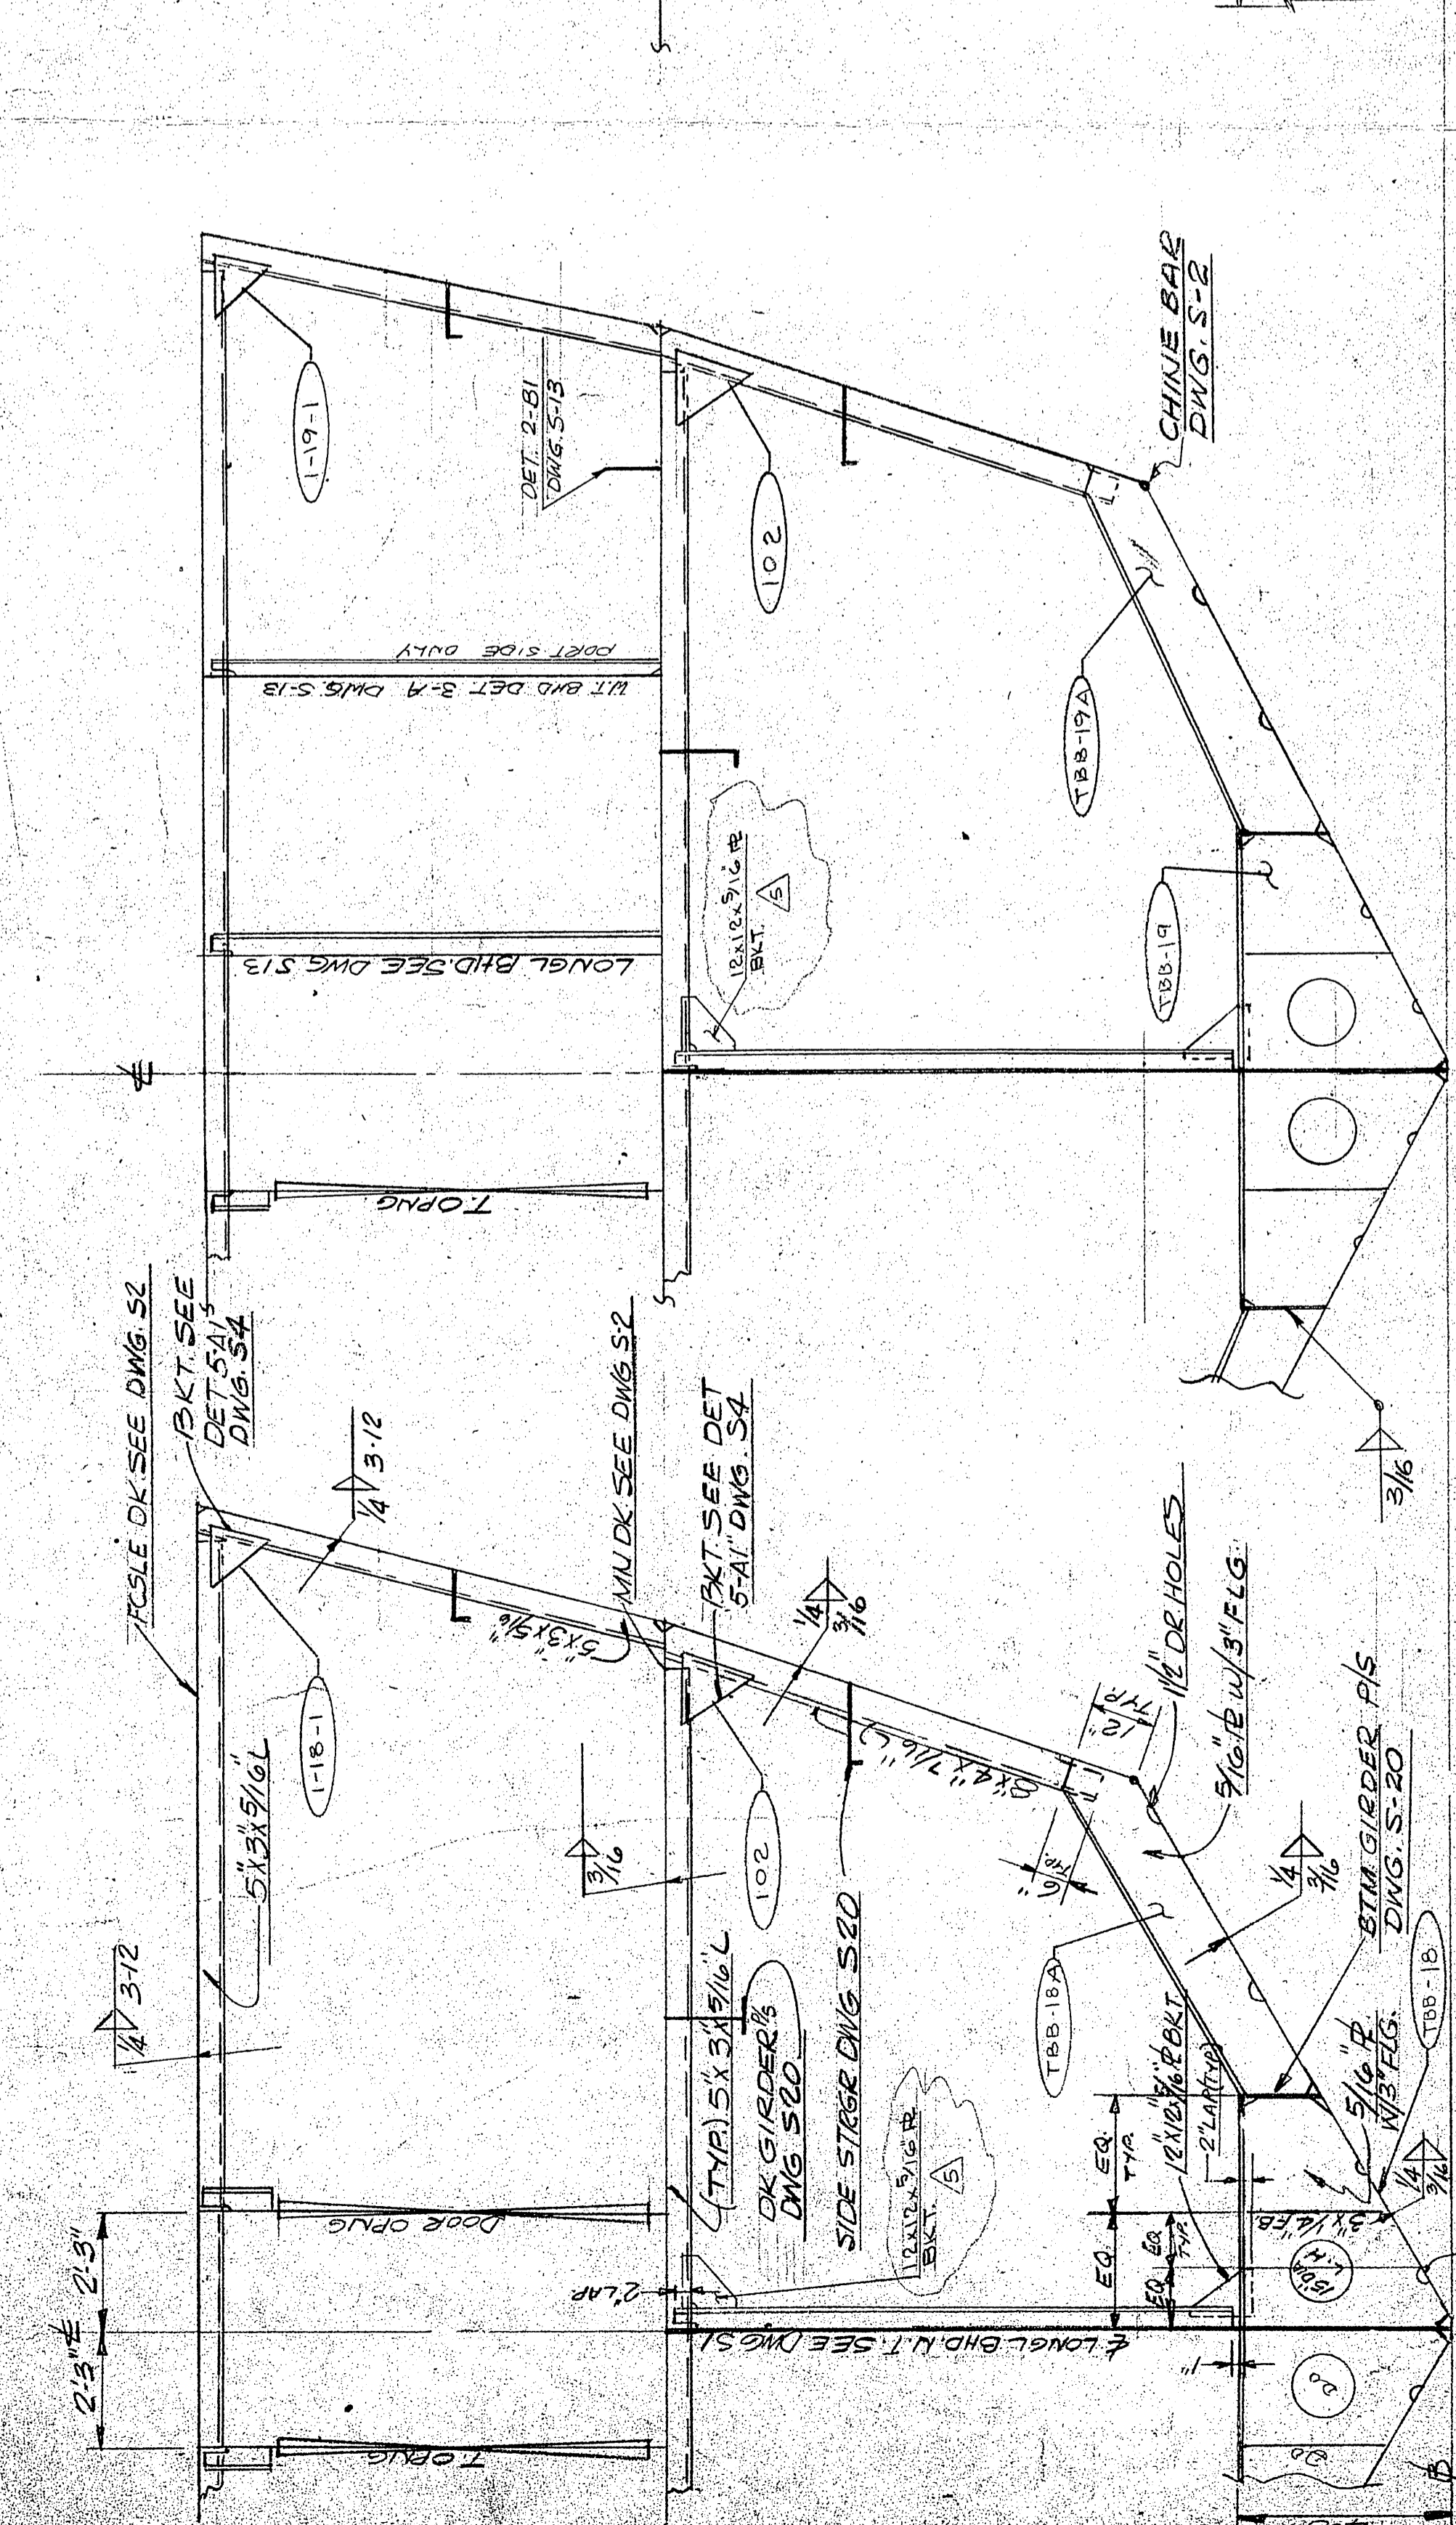 FCSLE DK SEE DWG. S2
BKT. SEE
DET 5-A1 S
DWG. S4
1/4 3-12
1/4 3-12
5"X3"X5/16" L
1-18-1
5"X3"X5/16"
MN DK. SEE DWG S-2
BKT. SEE DET
5-A1" DWG. S4
1/4
3/16
3/16
102
8"X4"X7/16" L
12"
TYP
6"
TYP.
1 1/2" DR HOLES
5/16" PL W/3" FLG.
1/4
3/16
BTM. GIRDER P/S
DWG. S-20
TBB-18A
TBB-18
5/16" PL
W/3" FLG.
1/4
3/16
(TYP.) 5"X3"X5/16" L
DK GIRDER P/S
DWG S20
SIDE STRGR. DWG S20
12X12X5/16 PL
BKT.
5
2'-3" ℄ 2'-3"
DOOR OPNG
T. OPNG
2" LAP
℄ LONGL. BHD. N.T. SEE DWG S1
EQ. EQ.
TYP.
EQ EQ
TYP.
12"X12"X5/16" PL BKT.
2" LAP (TYP)
3"X1/4" FB
15" DIA
L.H
DO
DO
1"
℄
1-19-1
DET. 2-B1
DWG. S-13
PORT SIDE ONLY
W.T. BHD DET 3-A DWG. S-13
LONGL BHD. SEE DWG S13
T. OPNG
102
12X12X5/16 PL
BKT.
5
CHINE BAR
DWG. S-2
TBB-19A
TBB-19
3/16